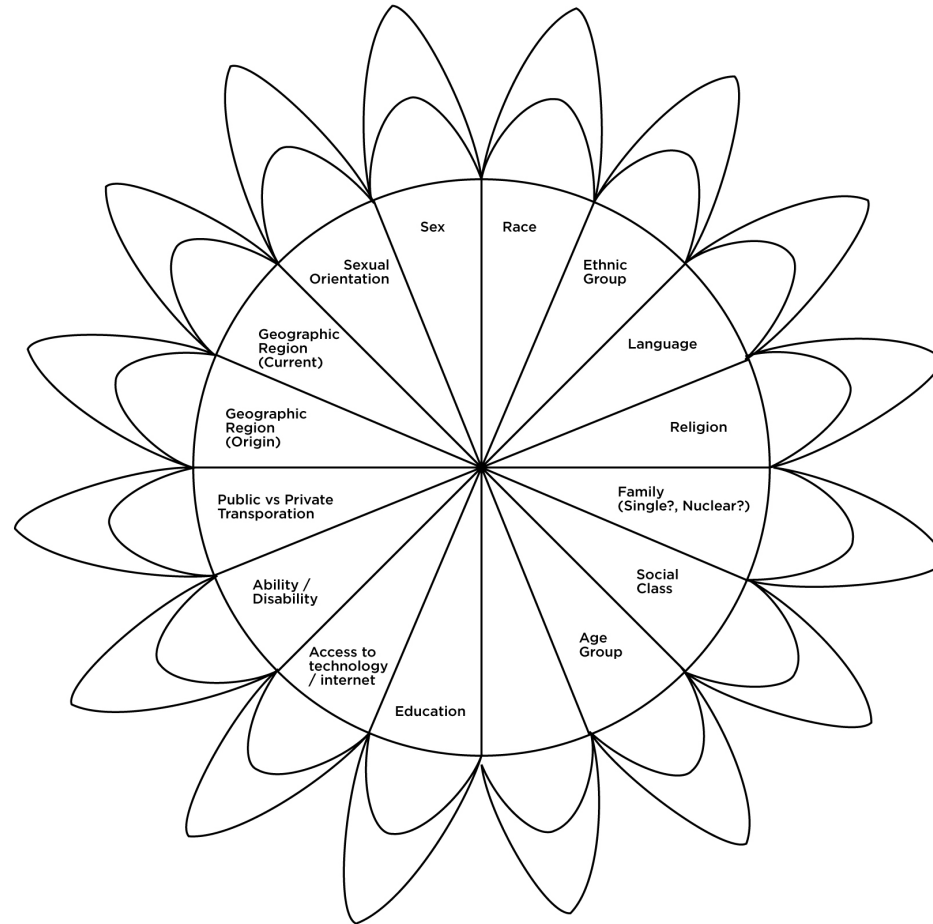 Sex
Race
Ethnic
Group
Language
Religion
Family
(Single?, Nuclear?)
Social
Class
Age
Group
Education
Access to
technology
/ internet
Ability /
Disability
Public vs Private
Transporation
Geographic
Region
(Origin)
Geographic
Region
(Current)
Sexual
Orientation